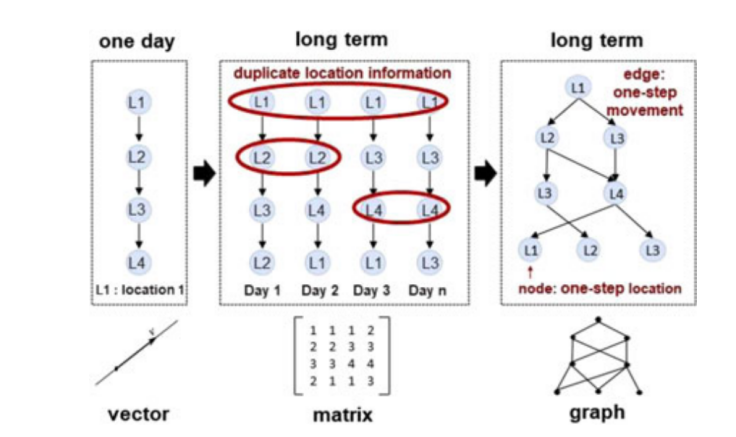 one day
long term
long term
duplicate location information
L1
L2
L3
L4
L1 : location 1
L1 L1 L1 L1
L2 L2 L3 L3
L3 L4 L4 L4
L2 L1 L1 L3
Day 1 Day 2 Day 3 Day n
edge:
one-step
movement
L1
L2 L3
L3 L4
L1 L2 L3
node: one-step location
v
1 1 1 2
2 2 3 3
3 3 4 4
2 1 1 3
vector
matrix
graph